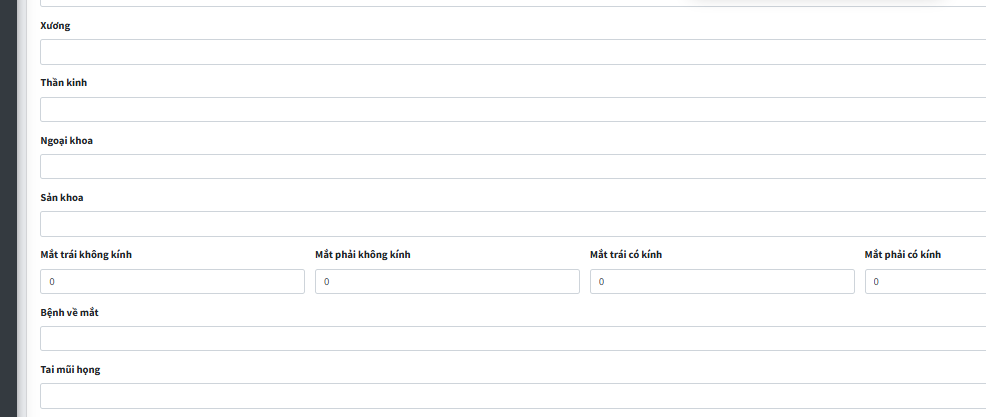 Xương
Thần kinh
Ngoại khoa
Sản khoa
Mắt trái không kính Mắt phải không kính Mắt trái có kính Mắt phải có kính
0 0 0 0
Bệnh về mắt
Tai mũi họng